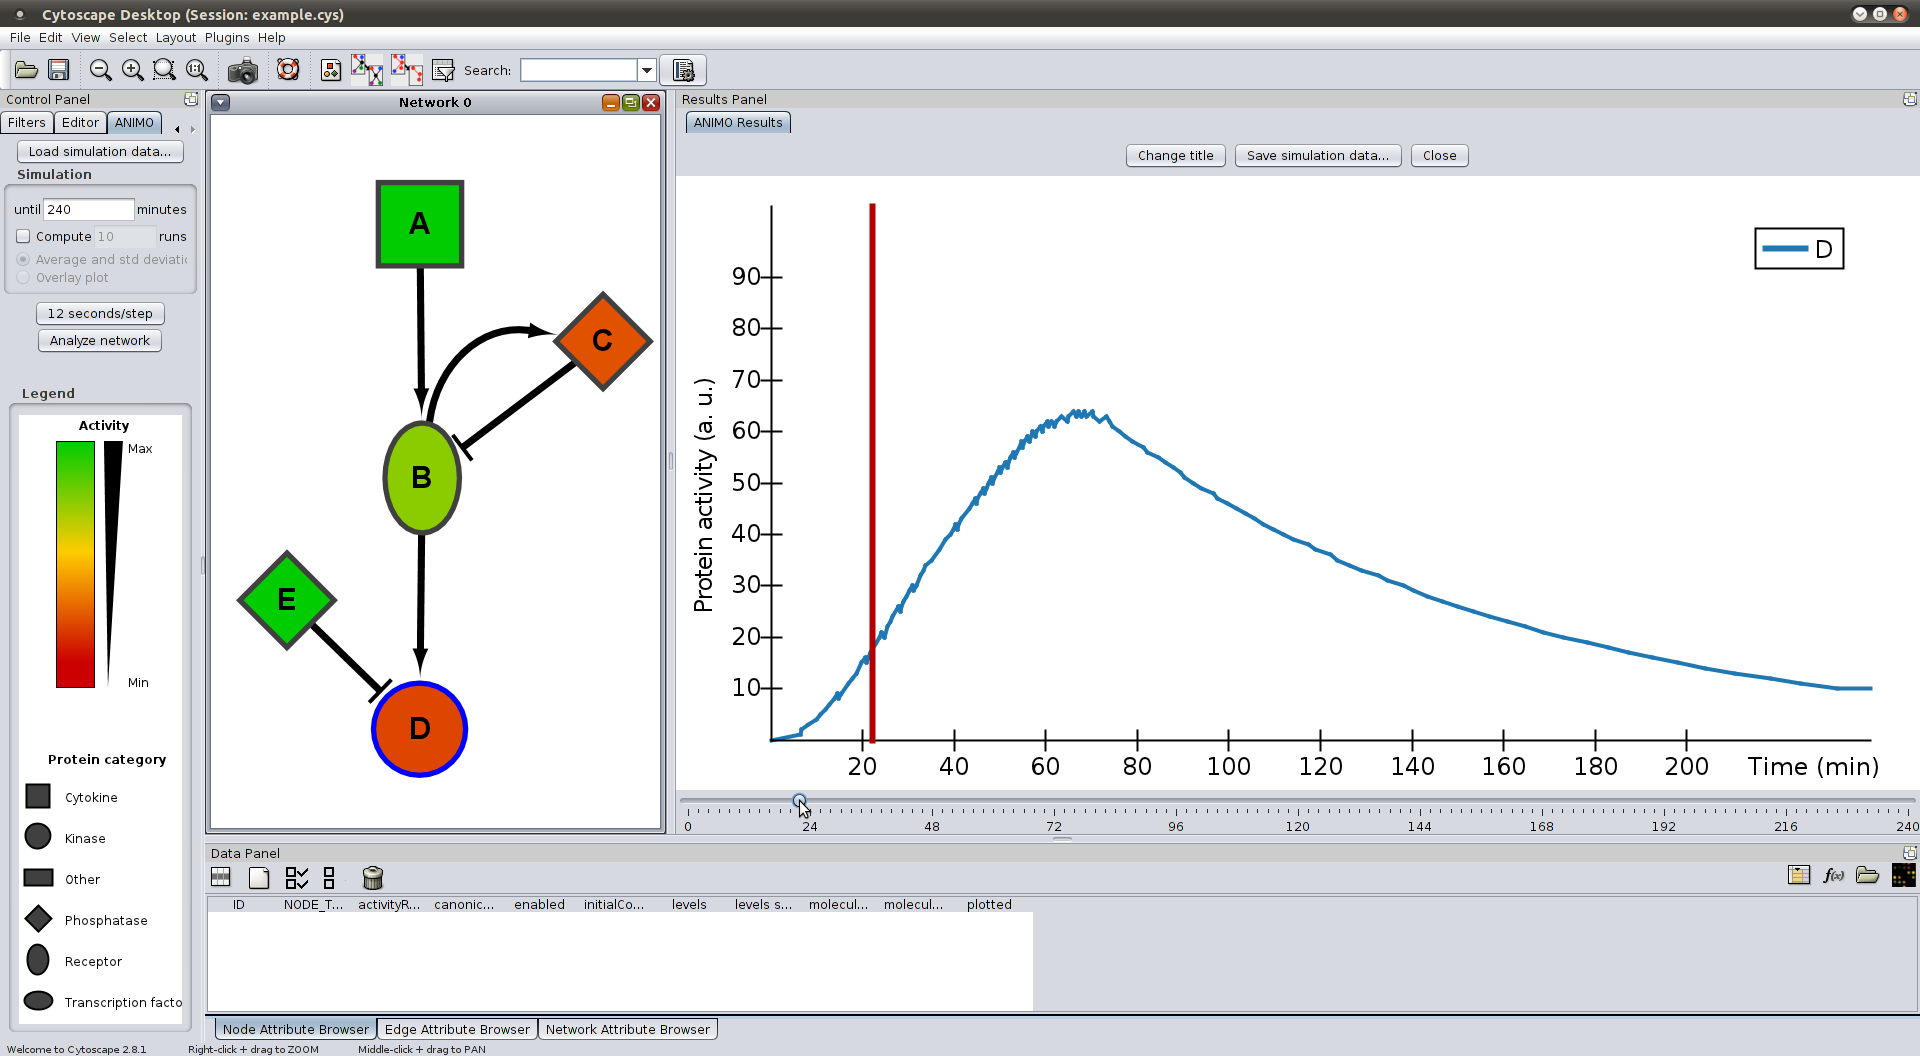 Cytoscape Desktop (Session: example.cys)
File Edit View Select Layout Plugins Help
1:1
Search:
Control Panel
Filters Editor ANIMO
Load simulation data...
Simulation
until 240 minutes
Compute 10 runs
Average and std deviati
Overlay plot
12 seconds/step
Analyze network
Legend
Activity
Max
Min
Protein category
Cytokine
Kinase
Other
Phosphatase
Receptor
Transcription facto
Network 0
A
C
B
E
D
Results Panel
ANIMO Results
Change title Save simulation data... Close
D
Protein activity (a. u.)
90
80
70
60
50
40
30
20
10
20 40 60 80 100 120 140 160 180 200 Time (min)
0 24 48 72 96 120 144 168 192 216 240
Data Panel
f(x)
ID NODE_T... activityR... canonic... enabled initialCo... levels levels s... molecul... molecul... plotted
Node Attribute Browser Edge Attribute Browser Network Attribute Browser
Welcome to Cytoscape 2.8.1 Right-click + drag to ZOOM Middle-click + drag to PAN